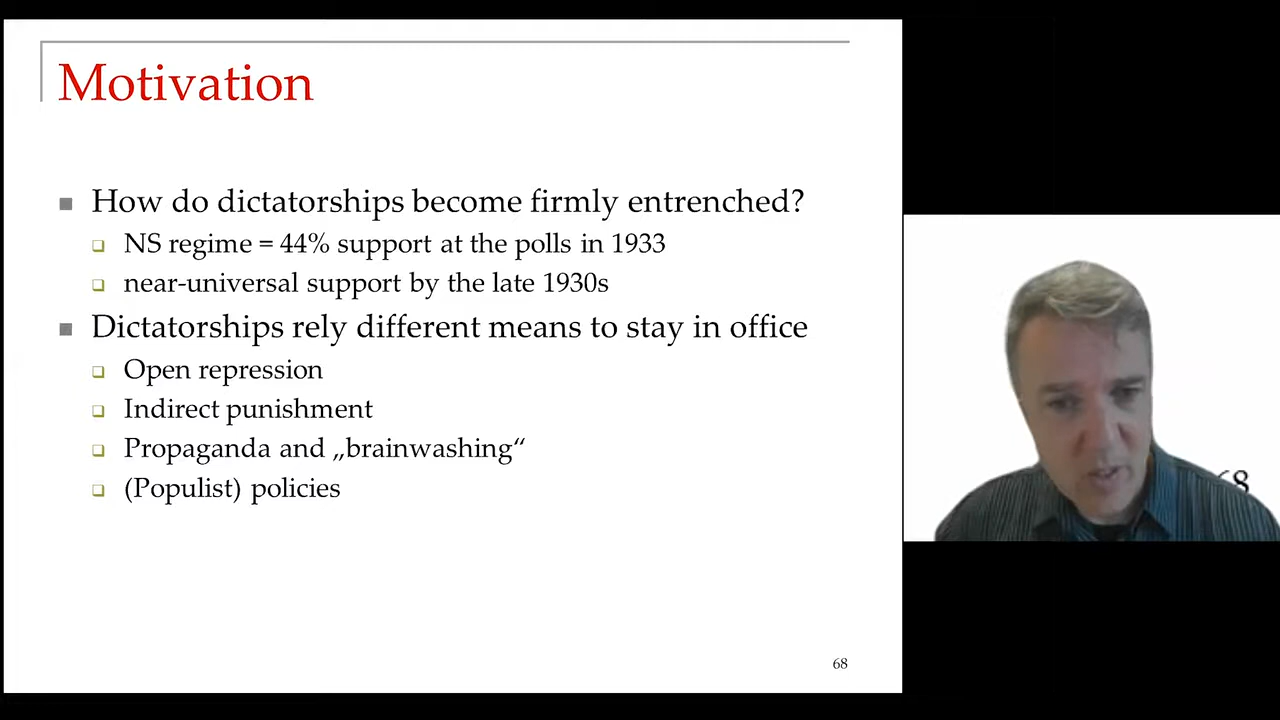 Motivation
How do dictatorships become firmly entrenched?
NS regime = 44% support at the polls in 1933
near-universal support by the late 1930s
Dictatorships rely different means to stay in office
Open repression
Indirect punishment
Propaganda and „brainwashing“
(Populist) policies
68
68